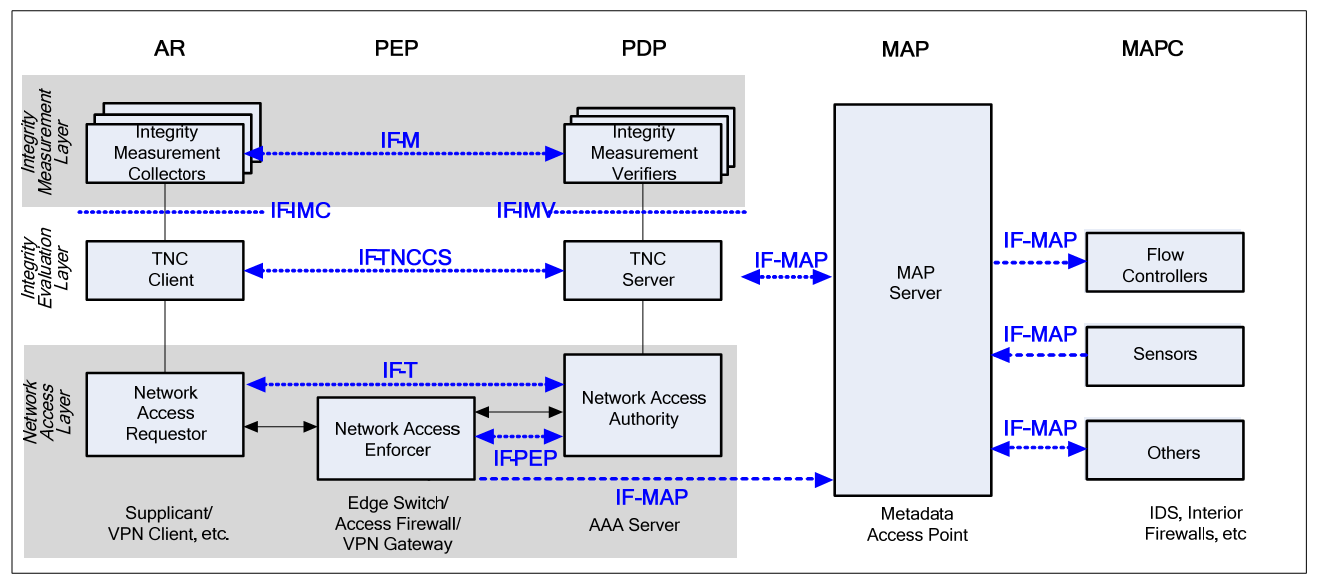 AR
PEP
PDP
MAP
MAPC
Integrity
Measurement
Layer
Integrity
Measurement
Collectors
IF-M
Integrity
Measurement
Verifiers
IF-IMC
IF-IMV
Integrity
Evaluation
Layer
TNC
Client
IF-TNCCS
TNC
Server
IF-MAP
MAP
Server
IF-MAP
Flow
Controllers
IF-MAP
Sensors
IF-MAP
Others
Network
Access
Layer
Network
Access
Requestor
IF-T
Network Access
Enforcer
IF-PEP
Network Access
Authority
IF-MAP
Supplicant/
VPN Client, etc.
Edge Switch/
Access Firewall/
VPN Gateway
AAA Server
Metadata
Access Point
IDS, Interior
Firewalls, etc